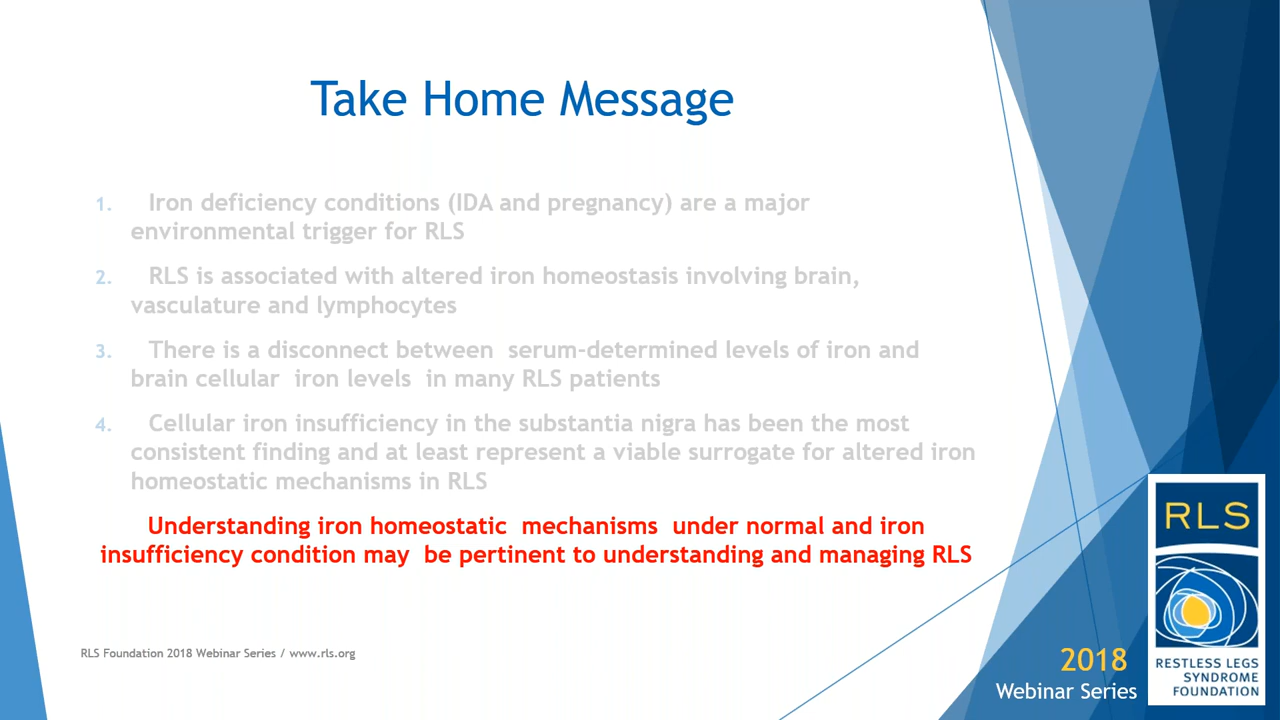 Take Home Message
1. Iron deficiency conditions (IDA and pregnancy) are a major
environmental trigger for RLS
2. RLS is associated with altered iron homeostasis involving brain,
vasculature and lymphocytes
3. There is a disconnect between serum-determined levels of iron and
brain cellular iron levels in many RLS patients
4. Cellular iron insufficiency in the substantia nigra has been the most
consistent finding and at least represent a viable surrogate for altered iron
homeostatic mechanisms in RLS
Understanding iron homeostatic mechanisms under normal and iron
insufficiency condition may be pertinent to understanding and managing RLS
RLS Foundation 2018 Webinar Series / www.rls.org
2018
Webinar Series
RLS
RESTLESS LEGS
SYNDROME
FOUNDATION